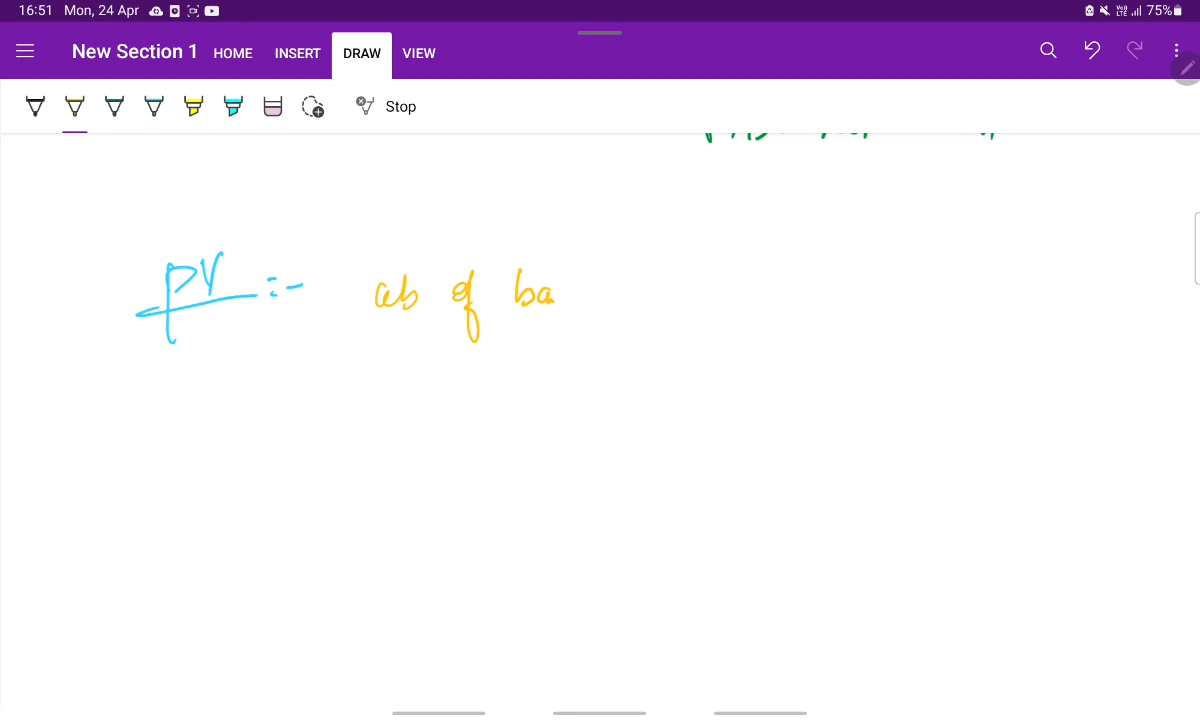 16:51 Mon, 24 Apr 75%
New Section 1 HOME INSERT DRAW VIEW
Stop
PV :- ab of ba